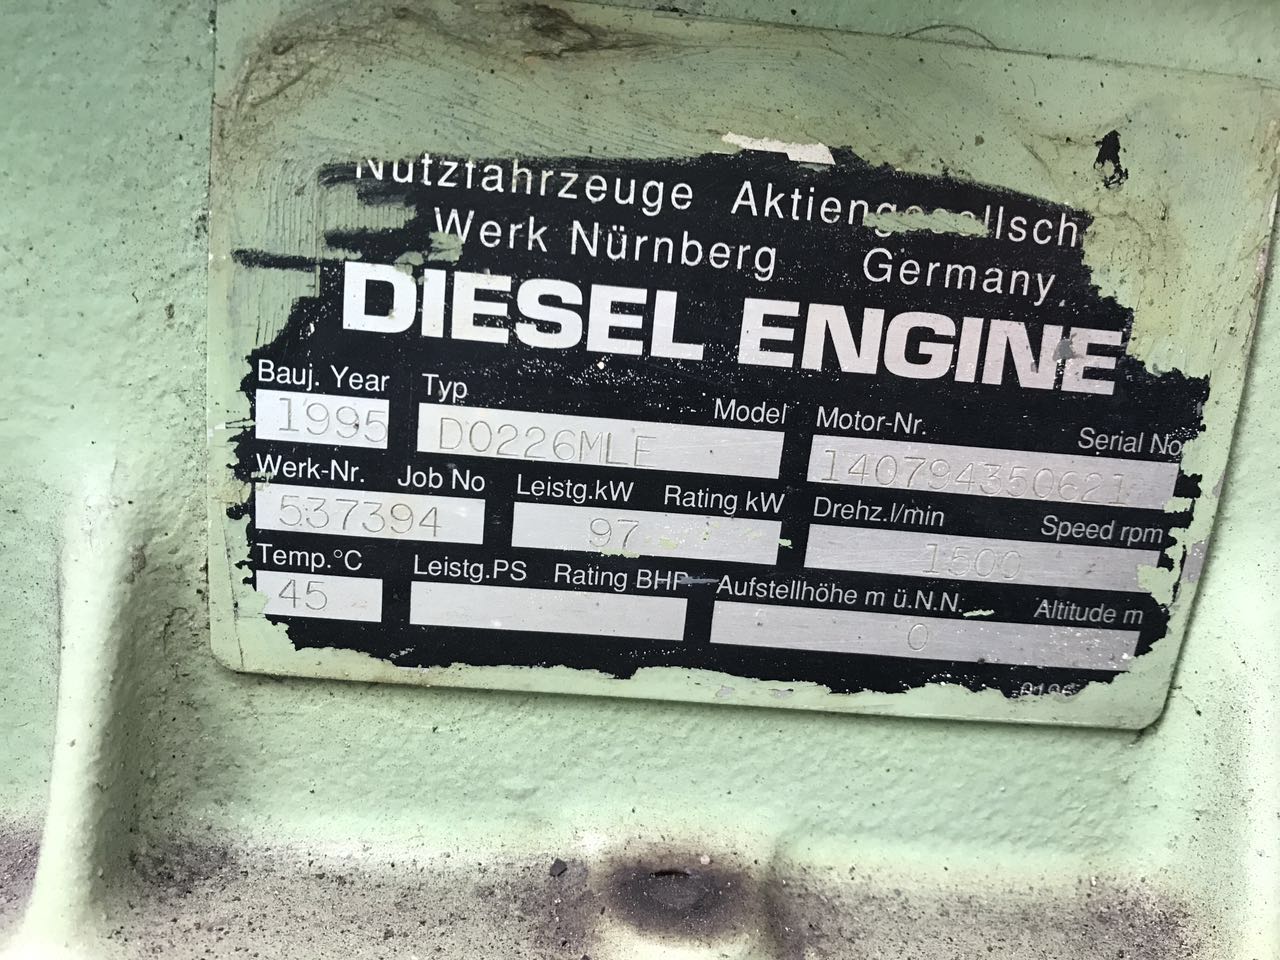 Nutzfahrzeuge Aktiengesellsch
Werk Nürnberg Germany
DIESEL ENGINE
Bauj. Year Typ Model Motor-Nr. Serial No
1995 D0226MLE 140794350621
Werk-Nr. Job No Leistg.kW Rating kW Drehz.l/min Speed rpm
537394 97 1500
Temp.°C Leistg.PS Rating BHP Aufstellhöhe m ü.N.N. Altitude m
45 0